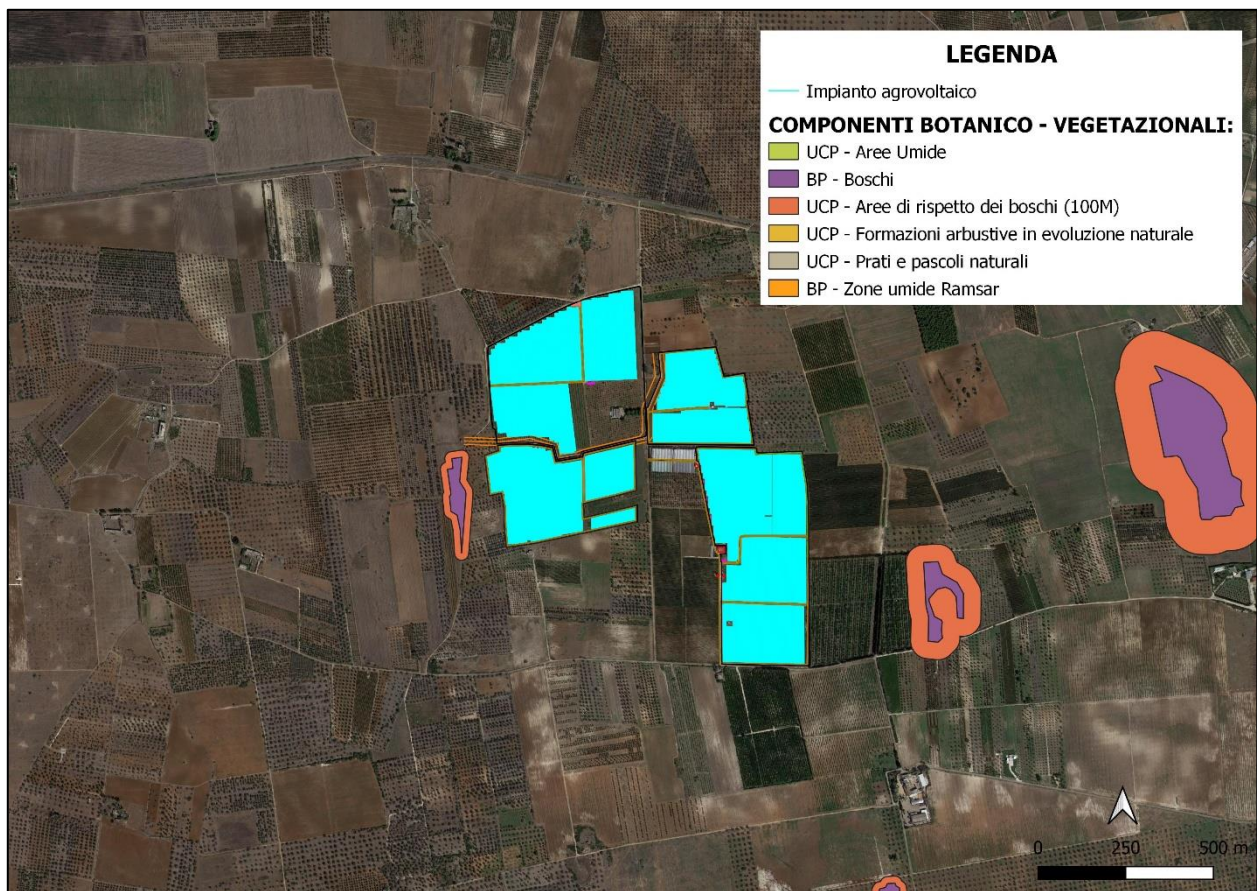 LEGENDA
Impianto agrovoltaico
COMPONENTI BOTANICO - VEGETAZIONALI:
UCP - Aree Umide
BP - Boschi
UCP - Aree di rispetto dei boschi (100M)
UCP - Formazioni arbustive in evoluzione naturale
UCP - Prati e pascoli naturali
BP - Zone umide Ramsar
0 250 500 m